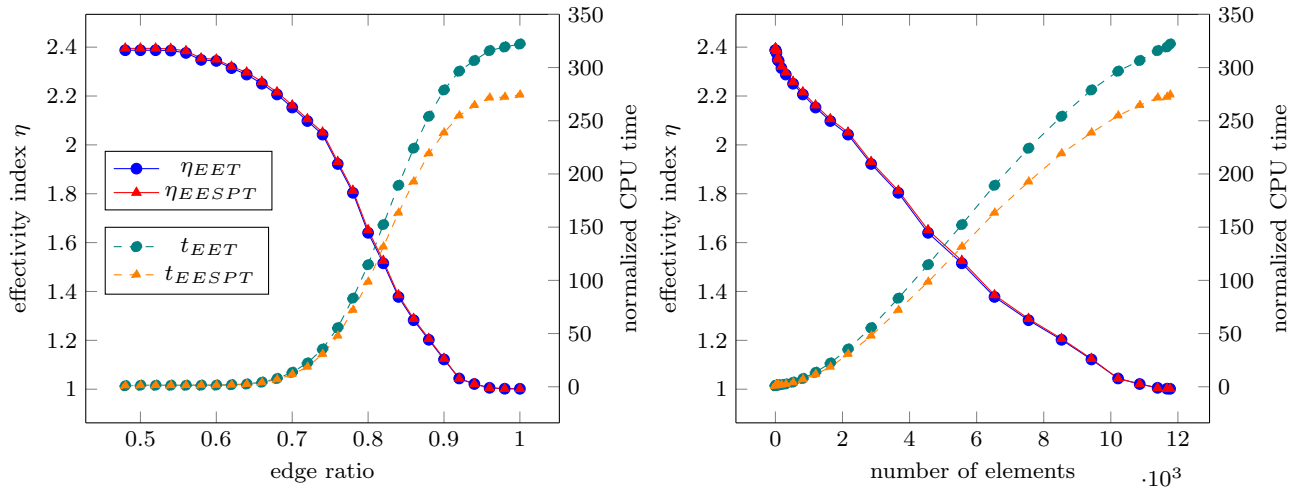 350
2.4
300
2.2
250
2
200
1.8
150
1.6
100
1.4
50
1.2
0
1
0.5 0.6 0.7 0.8 0.9 1
edge ratio
effectivity index η
normalized CPU time
η_EET
η_EESPT
t_EET
t_EESPT
350
2.4
300
2.2
250
2
200
1.8
150
1.6
100
1.4
50
1.2
0
1
0 2 4 6 8 10 12
number of elements
·10³
effectivity index η
normalized CPU time